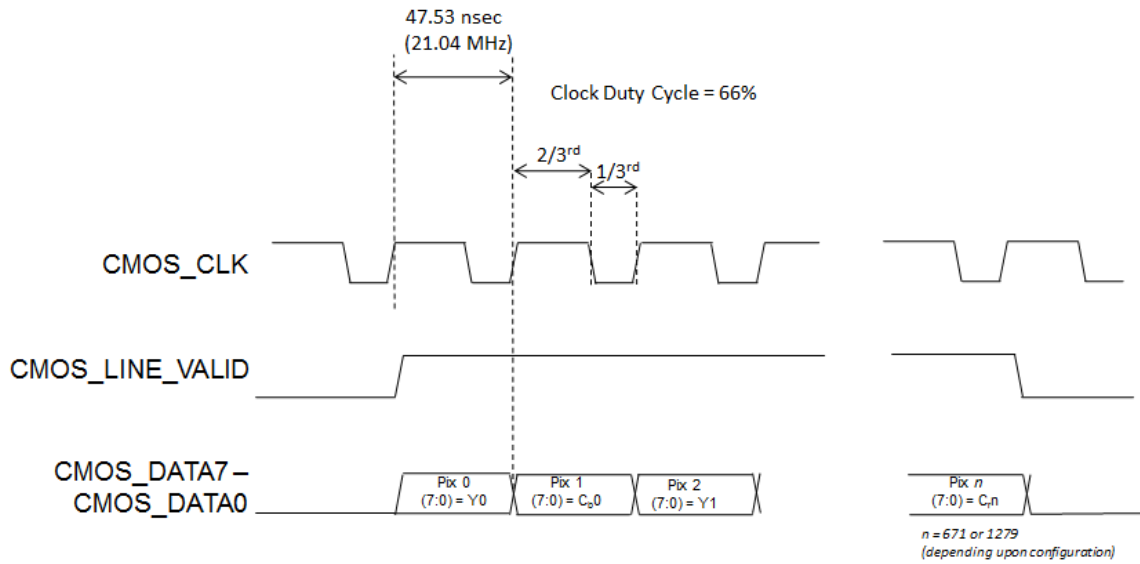 47.53 nsec
(21.04 MHz)
Clock Duty Cycle = 66%
2/3rd
1/3rd
CMOS_CLK
CMOS_LINE_VALID
CMOS_DATA7 –
CMOS_DATA0
Pix 0
(7:0) = Y0
Pix 1
(7:0) = Cb0
Pix 2
(7:0) = Y1
Pix n
(7:0) = Crn
n = 671 or 1279
(depending upon configuration)